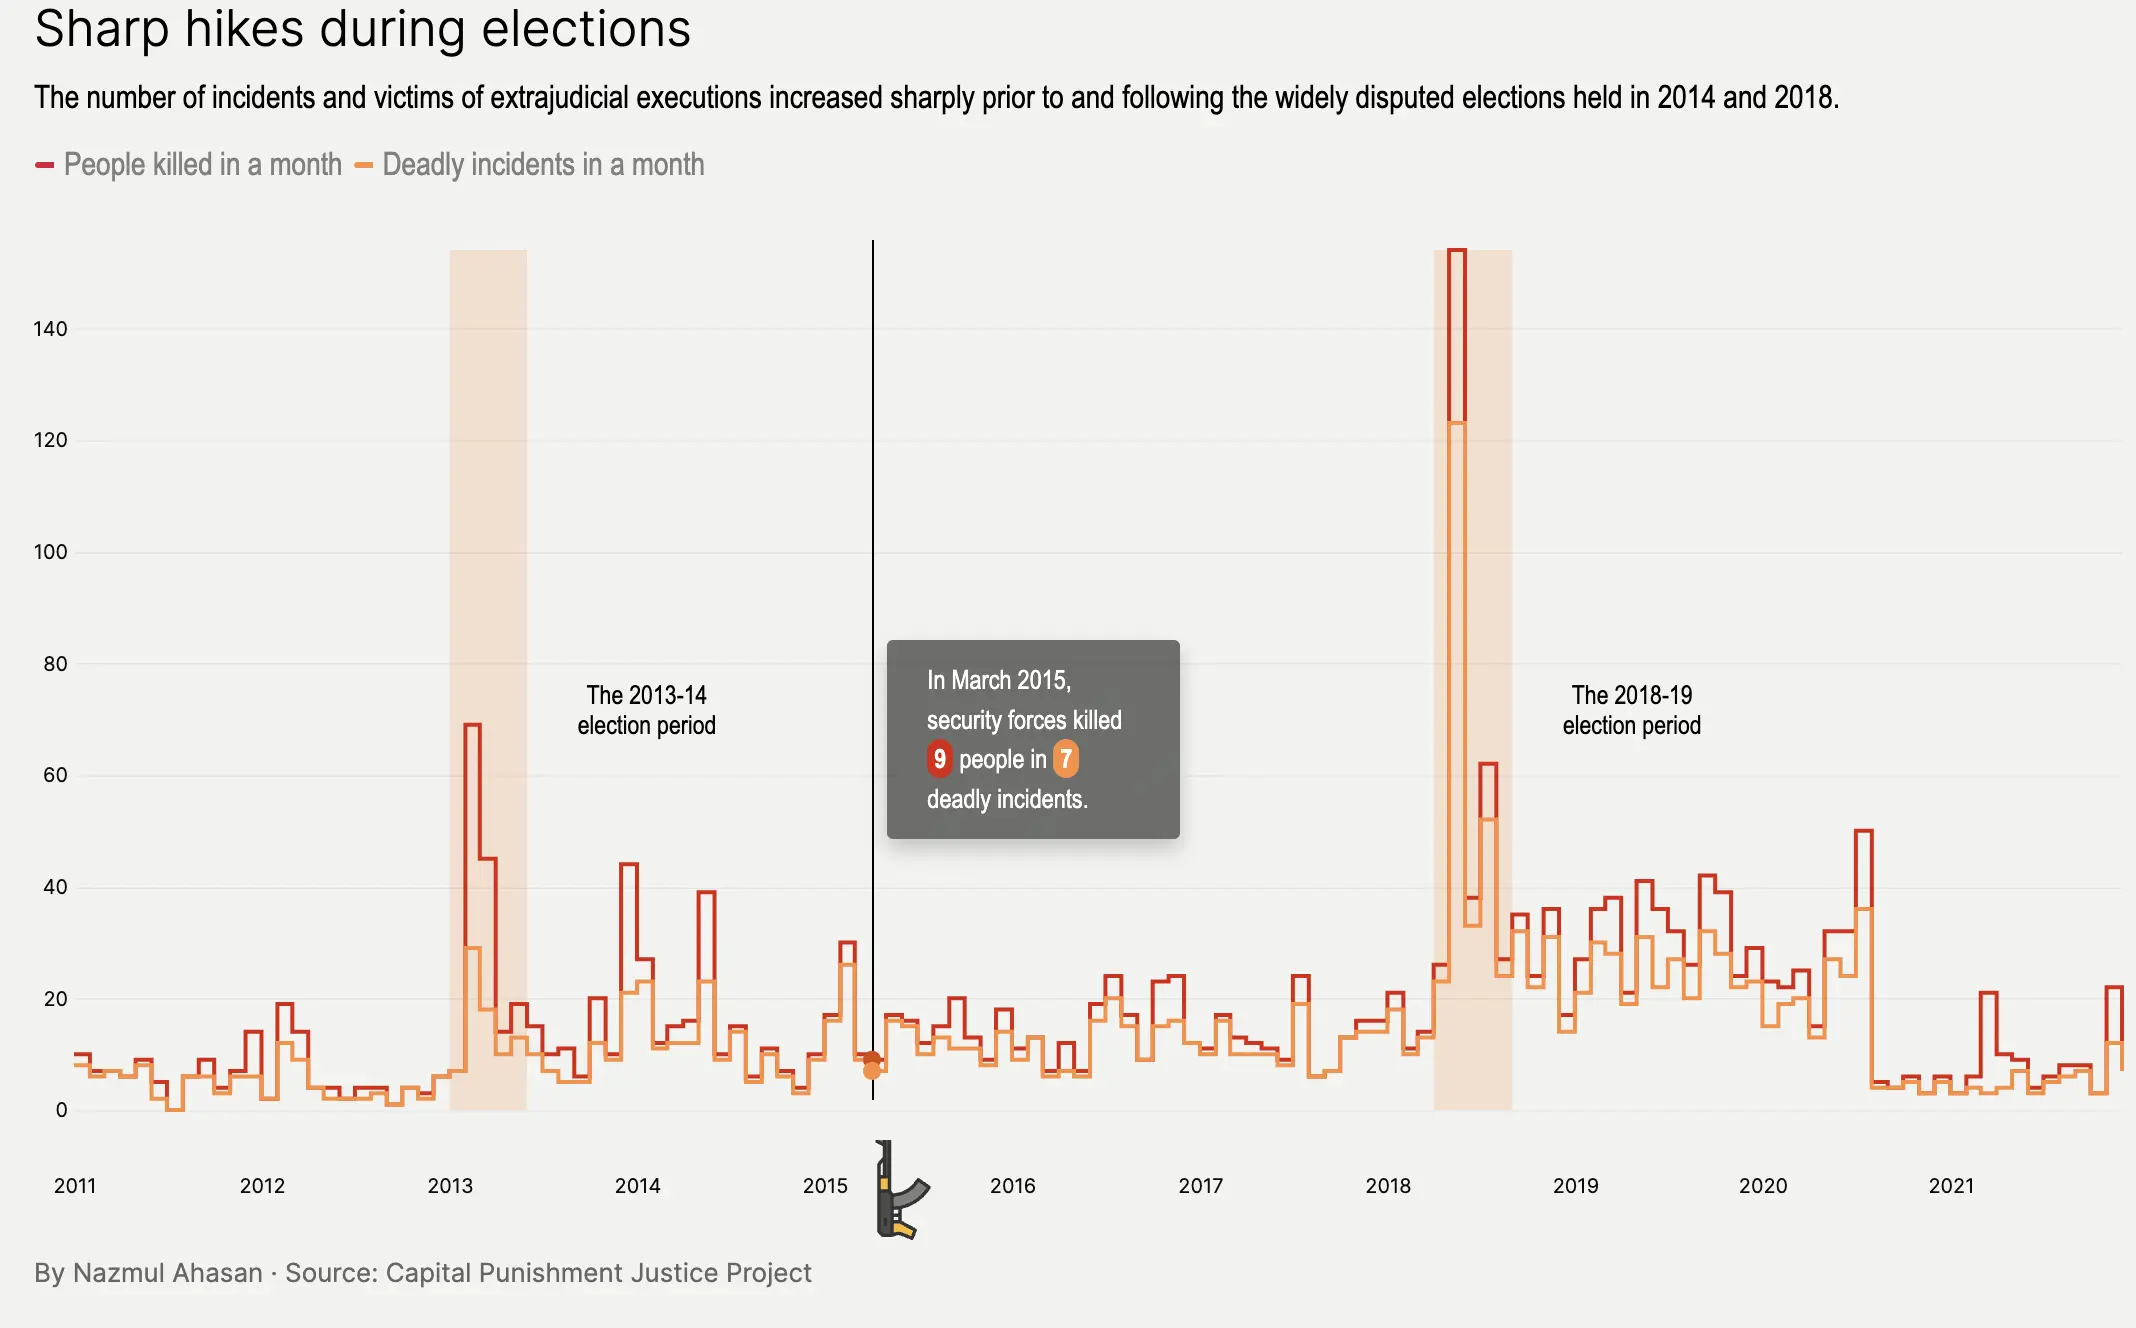 Sharp hikes during elections
The number of incidents and victims of extrajudicial executions increased sharply prior to and following the widely disputed elections held in 2014 and 2018.
People killed in a month Deadly incidents in a month
140
120
100
80
60
40
20
0
The 2013-14
election period
In March 2015,
security forces killed
9 people in 7
deadly incidents.
The 2018-19
election period
2011 2012 2013 2014 2015 2016 2017 2018 2019 2020 2021
By Nazmul Ahasan · Source: Capital Punishment Justice Project